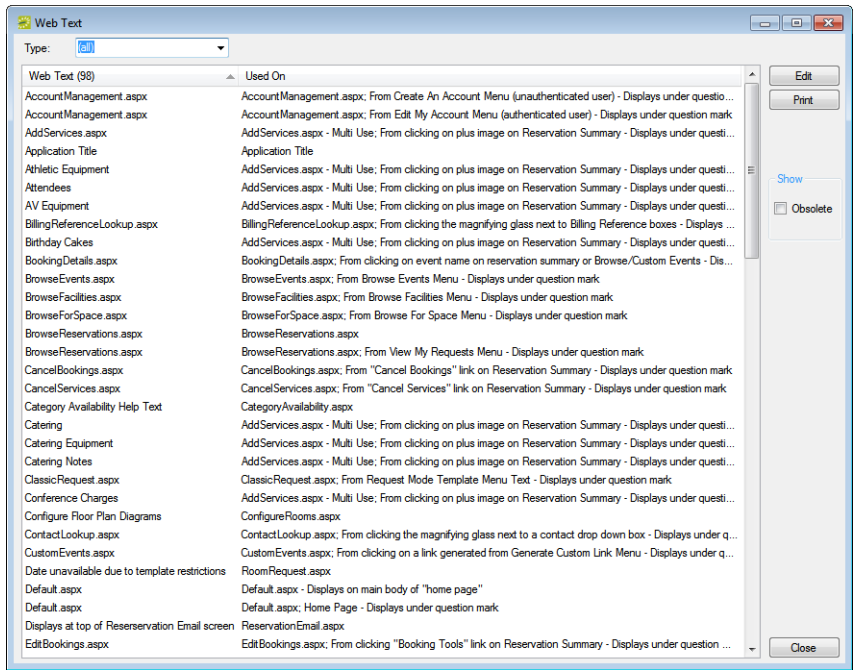 Web Text
Type: (all)
Web Text (98) Used On
AccountManagement.aspx AccountManagement.aspx; From Create An Account Menu (unauthenticated user) - Displays under questio...
AccountManagement.aspx AccountManagement.aspx; From Edit My Account Menu (authenticated user) - Displays under question mark
AddServices.aspx AddServices.aspx - Multi Use; From clicking on plus image on Reservation Summary - Displays under questi...
Application Title Application Title
Athletic Equipment AddServices.aspx - Multi Use; From clicking on plus image on Reservation Summary - Displays under questi...
Attendees AddServices.aspx - Multi Use; From clicking on plus image on Reservation Summary - Displays under questi...
AV Equipment AddServices.aspx - Multi Use; From clicking on plus image on Reservation Summary - Displays under questi...
BillingReferenceLookup.aspx BillingReferenceLookup.aspx; From clicking the magnifying glass next to Billing Reference boxes - Displays ...
Birthday Cakes AddServices.aspx - Multi Use; From clicking on plus image on Reservation Summary - Displays under questi...
BookingDetails.aspx BookingDetails.aspx; From clicking on event name on reservation summary or Browse/Custom Events - Dis...
BrowseEvents.aspx BrowseEvents.aspx; From Browse Events Menu - Displays under question mark
BrowseFacilities.aspx BrowseFacilities.aspx; From Browse Facilities Menu - Displays under question mark
BrowseForSpace.aspx BrowseForSpace.aspx; From Browse For Space Menu - Displays under question mark
BrowseReservations.aspx BrowseReservations.aspx
BrowseReservations.aspx BrowseReservations.aspx; From View My Requests Menu - Displays under question mark
CancelBookings.aspx CancelBookings.aspx; From "Cancel Bookings" link on Reservation Summary - Displays under question mark
CancelServices.aspx CancelServices.aspx; From "Cancel Services" link on Reservation Summary - Displays under question mark
Category Availability Help Text CategoryAvailability.aspx
Catering AddServices.aspx - Multi Use; From clicking on plus image on Reservation Summary - Displays under questi...
Catering Equipment AddServices.aspx - Multi Use; From clicking on plus image on Reservation Summary - Displays under questi...
Catering Notes AddServices.aspx - Multi Use; From clicking on plus image on Reservation Summary - Displays under questi...
ClassicRequest.aspx ClassicRequest.aspx; From Request Mode Template Menu Text - Displays under question mark
Conference Charges AddServices.aspx - Multi Use; From clicking on plus image on Reservation Summary - Displays under questi...
Configure Floor Plan Diagrams ConfigureRooms.aspx
ContactLookup.aspx ContactLookup.aspx; From clicking the magnifying glass next to a contact drop down box - Displays under q...
CustomEvents.aspx CustomEvents.aspx; From clicking on a link generated from Generate Custom Link Menu - Displays under q...
Date unavailable due to template restrictions RoomRequest.aspx
Default.aspx Default.aspx - Displays on main body of "home page"
Default.aspx Default.aspx; Home Page - Displays under question mark
Displays at top of Reserservation Email screen ReservationEmail.aspx
EditBookings.aspx EditBookings.aspx; From clicking "Booking Tools" link on Reservation Summary - Displays under question ...
Edit
Print
Show
Obsolete
Close